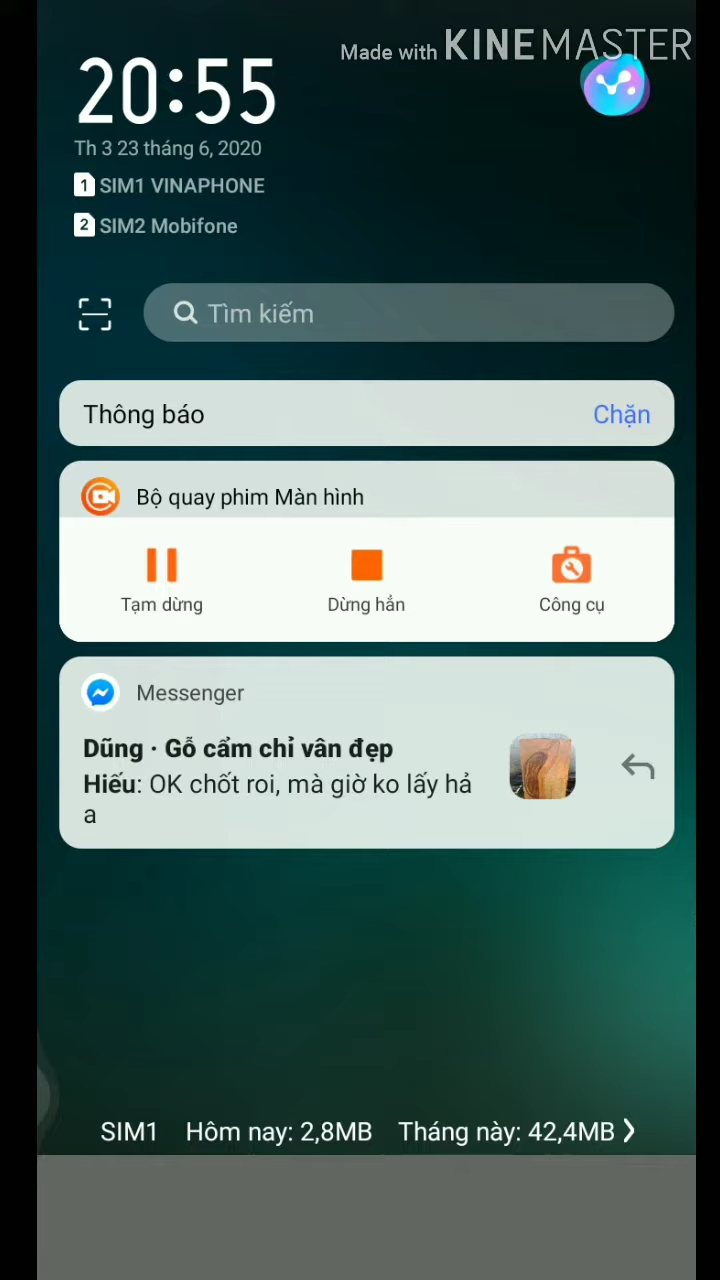 Made with KINEMASTER
20:55
Th 3 23 tháng 6, 2020
1 SIM1 VINAPHONE
2 SIM2 Mobifone
Tìm kiếm
Thông báo Chặn
Bộ quay phim Màn hình
Tạm dừng Dừng hẳn Công cụ
Messenger
Dũng · Gỗ cẩm chỉ vân đẹp
Hiếu: OK chốt roi, mà giờ ko lấy hả
a
SIM1 Hôm nay: 2,8MB Tháng này: 42,4MB